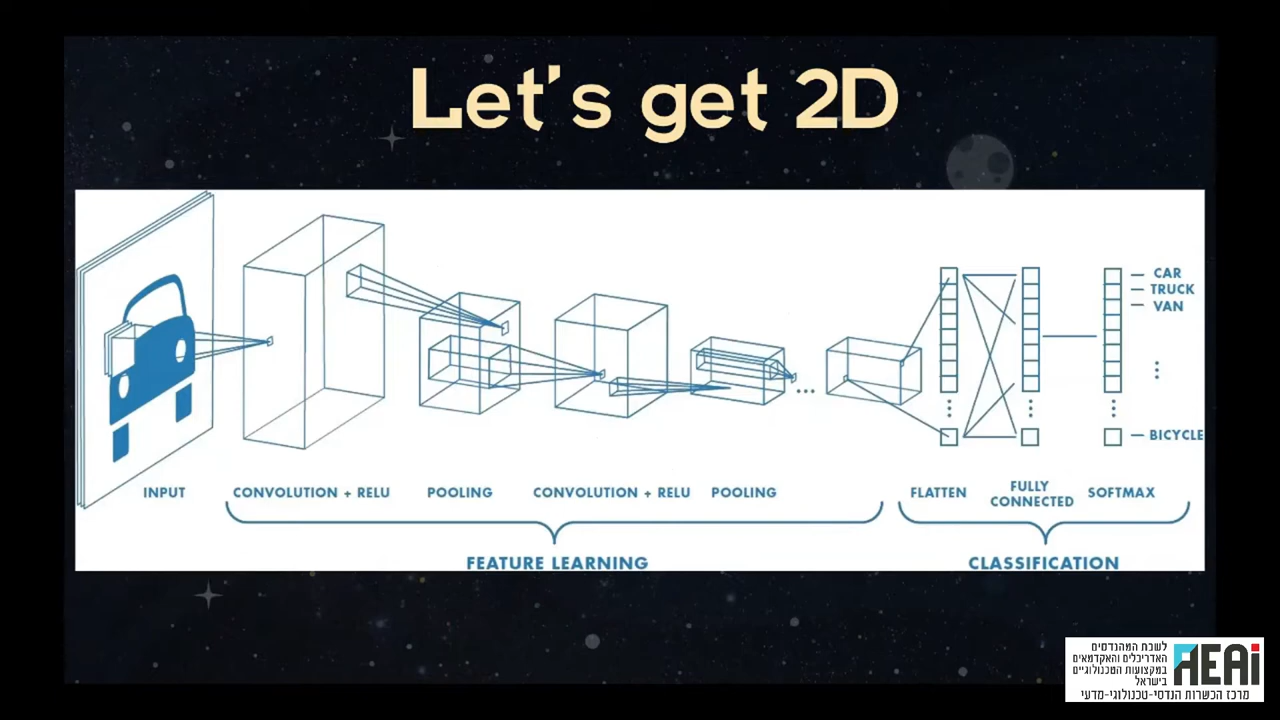 Let's get 2D
CAR
TRUCK
VAN
BICYCLE
INPUT
CONVOLUTION + RELU
POOLING
CONVOLUTION + RELU
POOLING
FLATTEN
FULLY
CONNECTED
SOFTMAX
FEATURE LEARNING
CLASSIFICATION
לשכת המהנדסים
האדריכלים והאקדמאים
במקצועות הטכנולוגיים
בישראל
AEAi
מרכז הכשרות הנדסי-טכנולוגי-מדעי